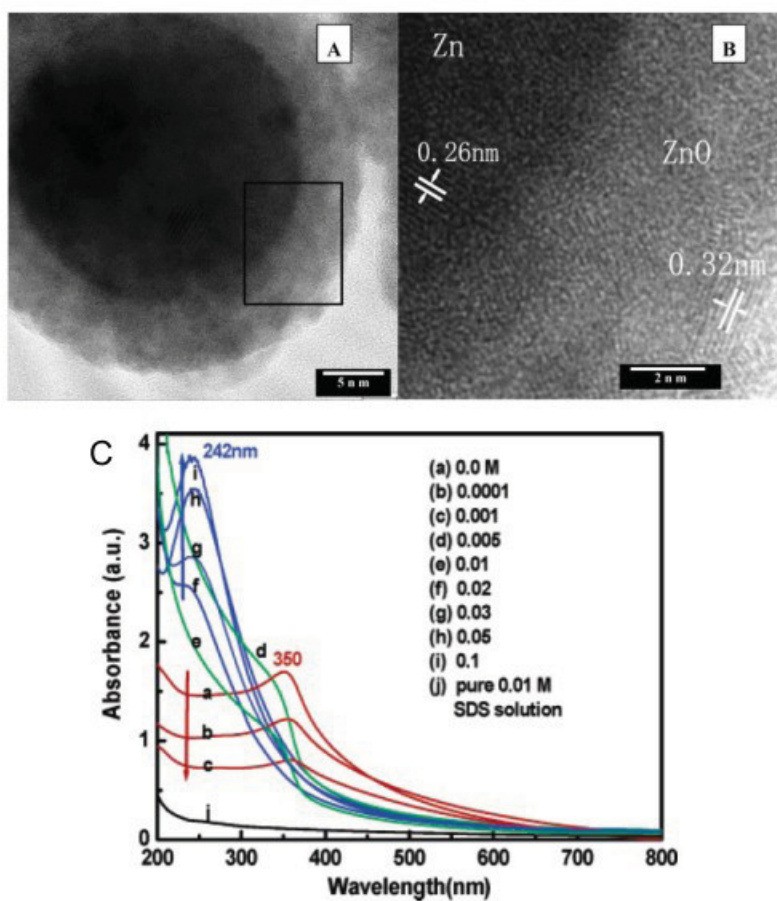 A
5 nm
Zn
B
0.26nm
ZnO
0.32nm
2 nm
C
Absorbance (a.u.)
4
3
2
1
0
242nm
i
h
g
f
e
d
350
a
b
c
j
(a) 0.0 M
(b) 0.0001
(c) 0.001
(d) 0.005
(e) 0.01
(f) 0.02
(g) 0.03
(h) 0.05
(i) 0.1
(j) pure 0.01 M
SDS solution
200 300 400 500 600 700 800
Wavelength(nm)